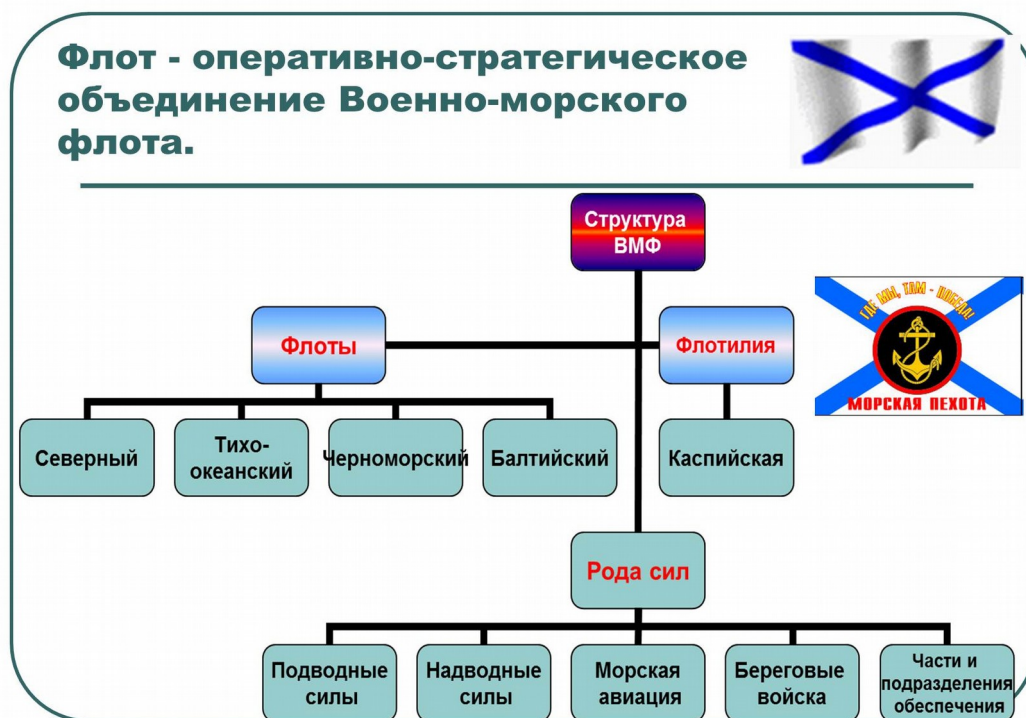 Флот - оперативно-стратегическое
объединение Военно-морского
флота.
Структура
ВМФ
ГДЕ МЫ, ТАМ - ПОБЕДА!
МОРСКАЯ ПЕХОТА
Флоты
Флотилия
Северный
Тихо-
океанский
Черноморский
Балтийский
Каспийская
Рода сил
Подводные
силы
Надводные
силы
Морская
авиация
Береговые
войска
Части и
подразделения
обеспечения